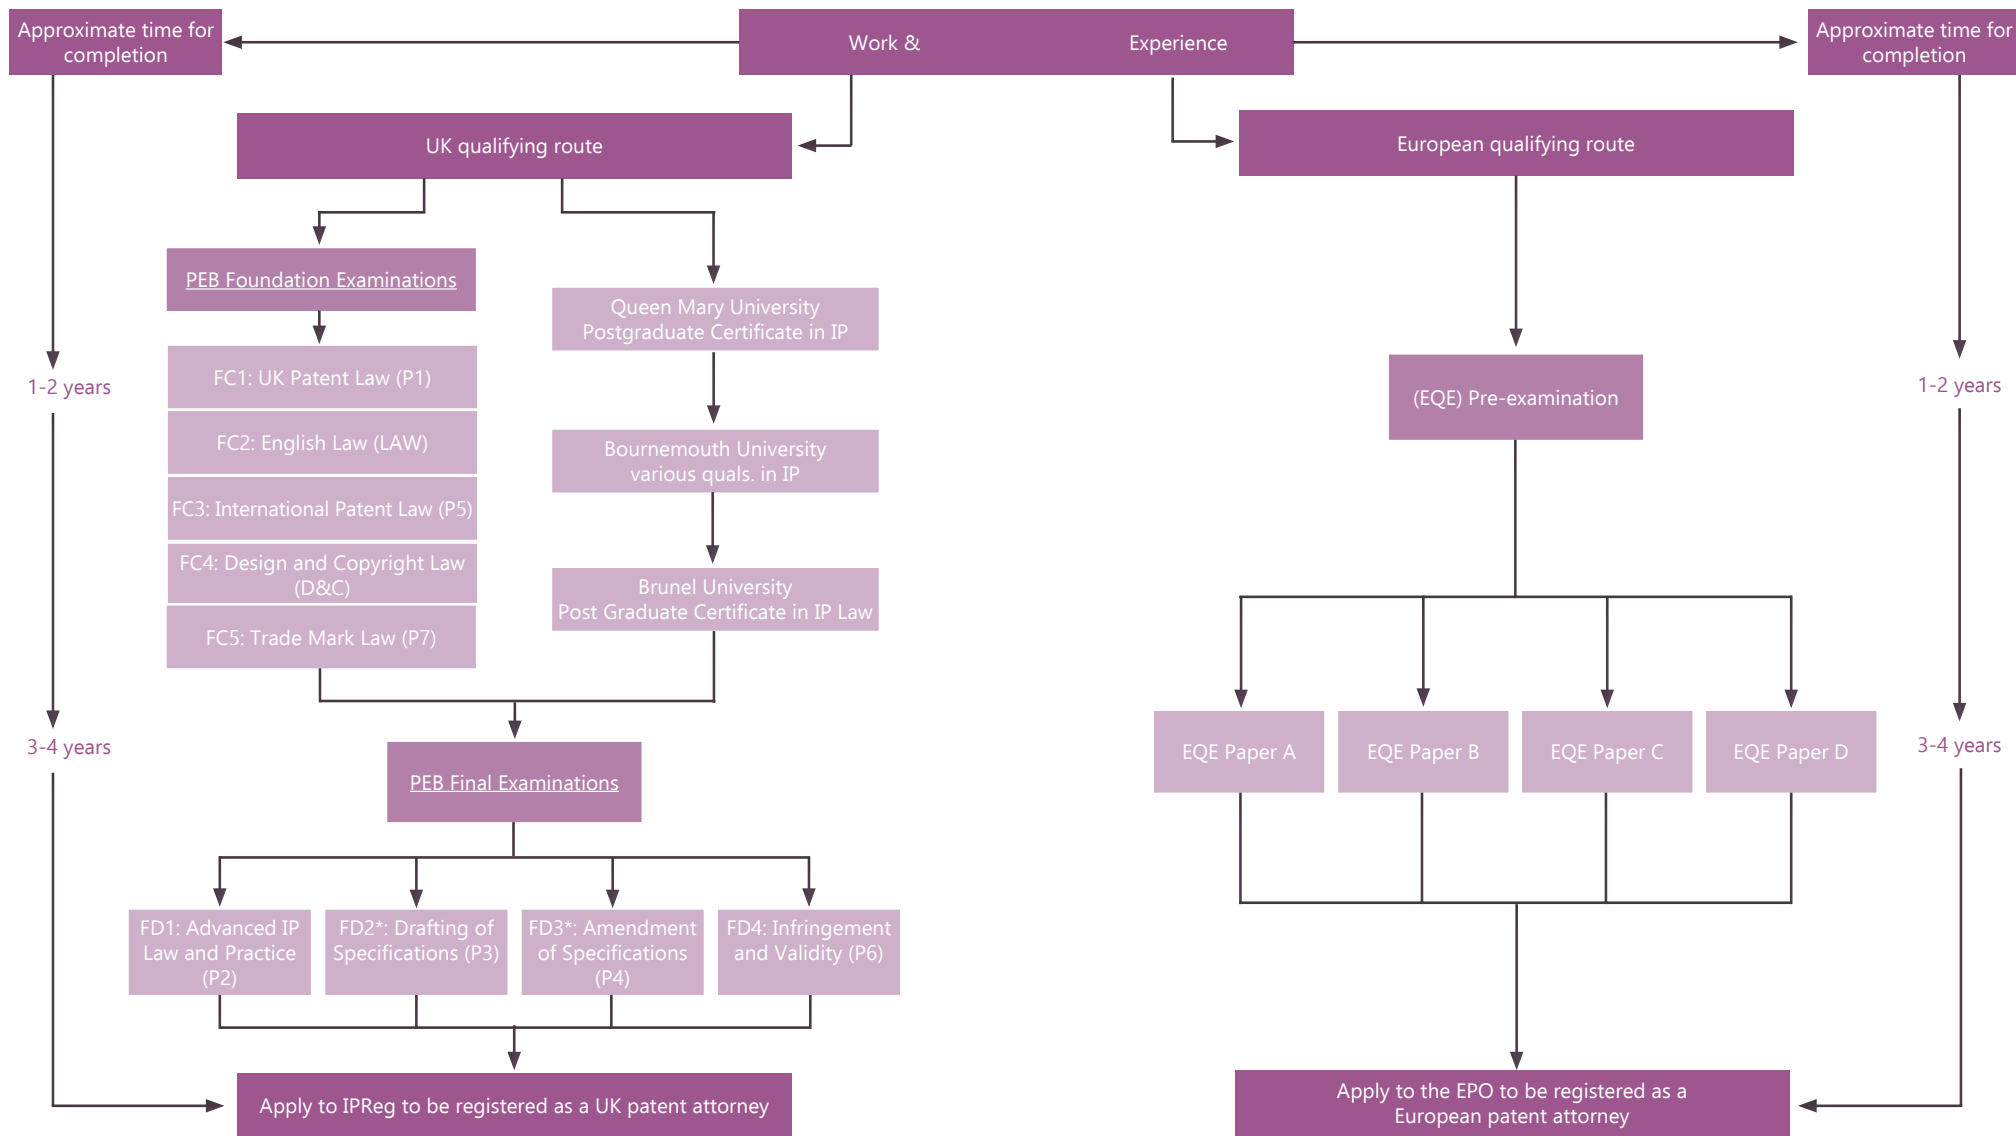 Approximate time for
completion
Work & Experience
Approximate time for
completion
UK qualifying route
European qualifying route
PEB Foundation Examinations
Queen Mary University
Postgraduate Certificate in IP
FC1: UK Patent Law (P1)
1-2 years
1-2 years
(EQE) Pre-examination
FC2: English Law (LAW)
Bournemouth University
various quals. in IP
FC3: International Patent Law (P5)
FC4: Design and Copyright Law
(D&C)
Brunel University
Post Graduate Certificate in IP Law
FC5: Trade Mark Law (P7)
3-4 years
3-4 years
EQE Paper A
EQE Paper B
EQE Paper C
EQE Paper D
PEB Final Examinations
FD1: Advanced IP
Law and Practice
(P2)
FD2*: Drafting of
Specifications (P3)
FD3*: Amendment
of Specifications
(P4)
FD4: Infringement
and Validity (P6)
Apply to IPReg to be registered as a UK patent attorney
Apply to the EPO to be registered as a
European patent attorney